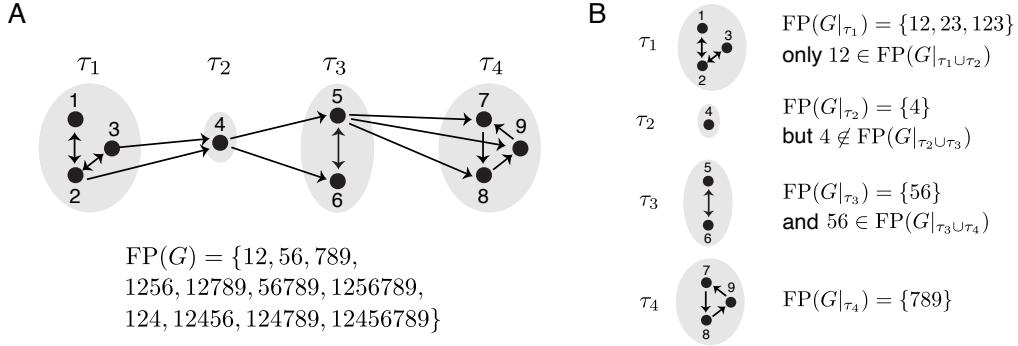 A
τ₁ τ₂ τ₃ τ₄
1
3
2
4
5
6
7
9
8
FP(G) = {12, 56, 789,
1256, 12789, 56789, 1256789,
124, 12456, 124789, 12456789}
B
τ₁
1
3
2
FP(G|τ₁) = {12, 23, 123}
only 12 ∈ FP(G|τ₁∪τ₂)
τ₂
4
FP(G|τ₂) = {4}
but 4 ∉ FP(G|τ₂∪τ₃)
τ₃
5
6
FP(G|τ₃) = {56}
and 56 ∈ FP(G|τ₃∪τ₄)
τ₄
7
9
8
FP(G|τ₄) = {789}